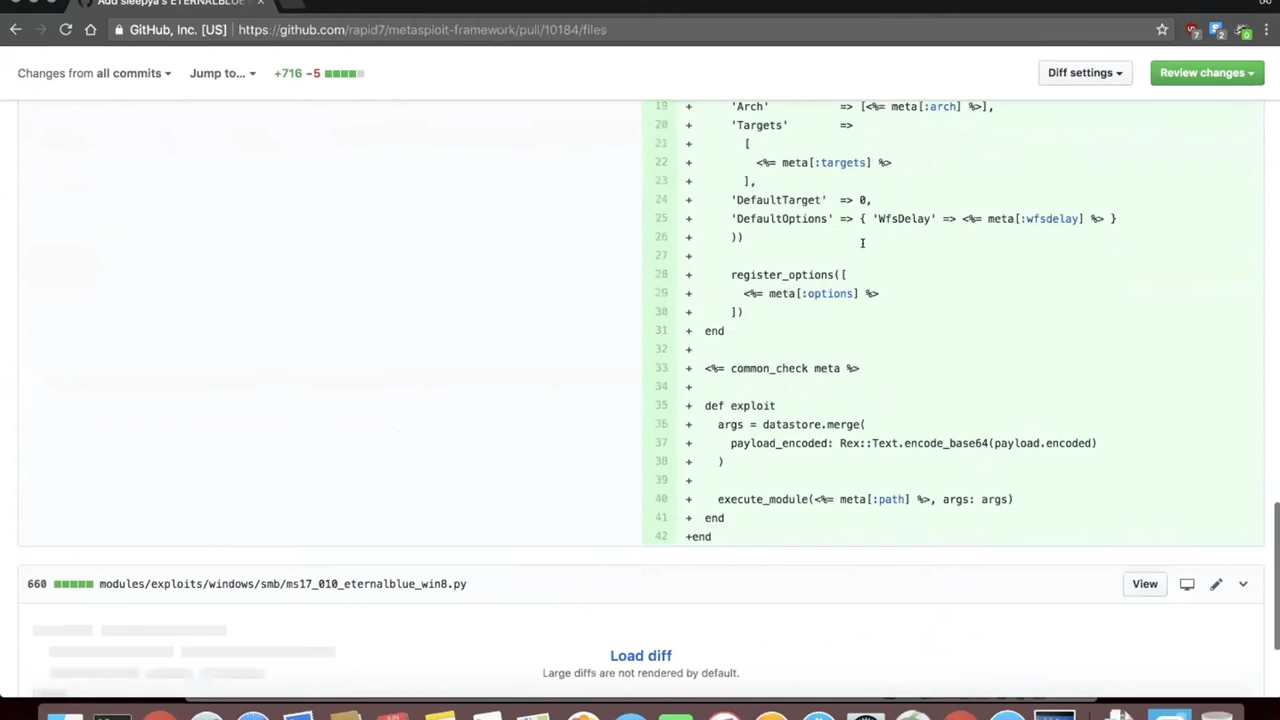 Add sleepya's ETERNALBLUE
GitHub, Inc. [US] https://github.com/rapid7/metasploit-framework/pull/10184/files
7 2 0
Changes from all commits Jump to... +716 −5 Diff settings Review changes
19 + 'Arch' => [<%= meta[:arch] %>],
20 + 'Targets' =>
21 + [
22 + <%= meta[:targets] %>
23 + ],
24 + 'DefaultTarget' => 0,
25 + 'DefaultOptions' => { 'WfsDelay' => <%= meta[:wfsdelay] %> }
26 + ))
27 +
28 + register_options([
29 + <%= meta[:options] %>
30 + ])
31 + end
32 +
33 + <%= common_check meta %>
34 +
35 + def exploit
36 + args = datastore.merge(
37 + payload_encoded: Rex::Text.encode_base64(payload.encoded)
38 + )
39 +
40 + execute_module(<%= meta[:path] %>, args: args)
41 + end
42 +end
660 modules/exploits/windows/smb/ms17_010_eternalblue_win8.py View
Load diff
Large diffs are not rendered by default.